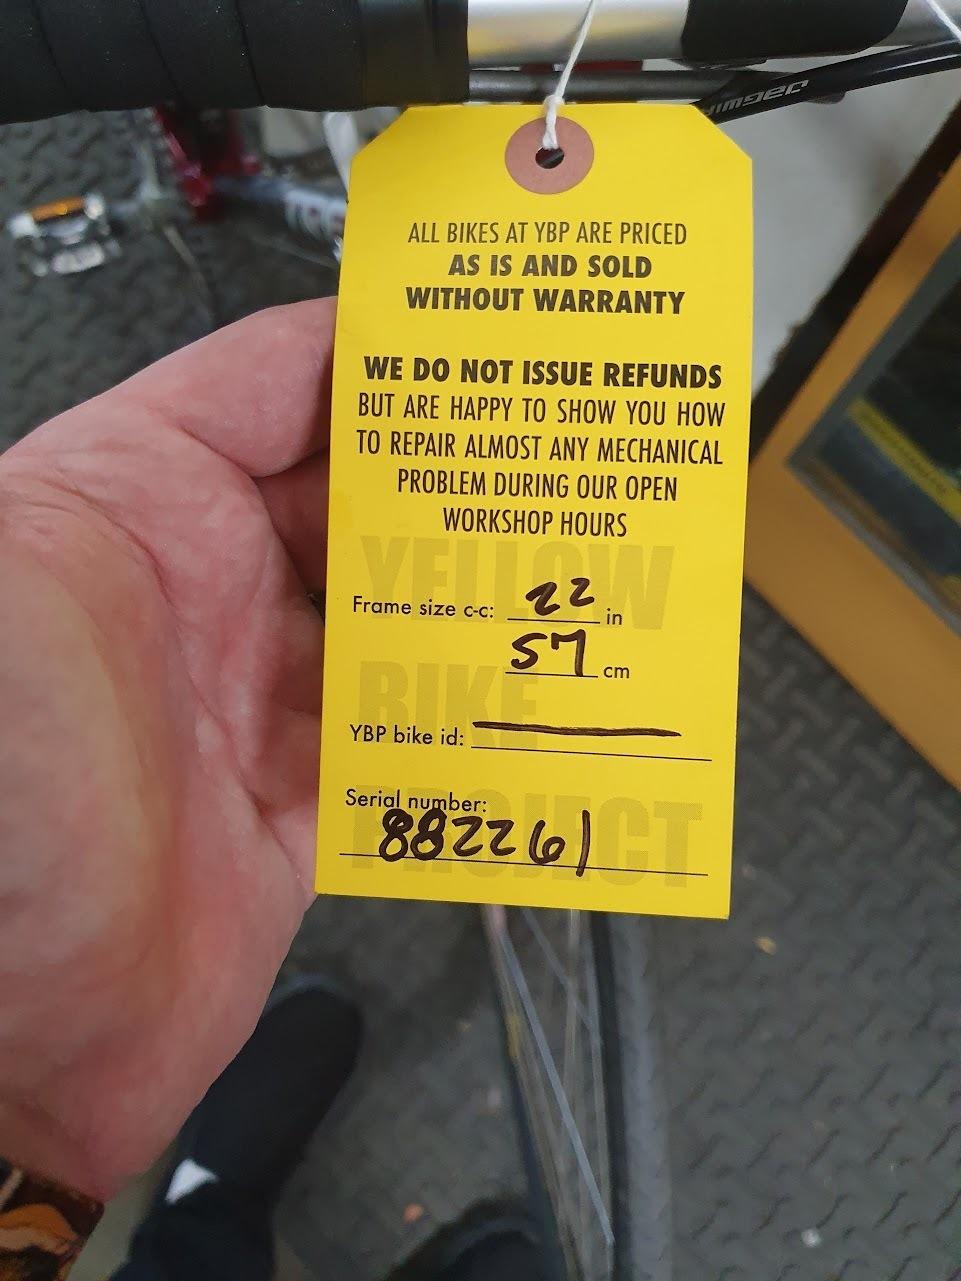 Jagwire
ALL BIKES AT YBP ARE PRICED
AS IS AND SOLD
WITHOUT WARRANTY
WE DO NOT ISSUE REFUNDS
BUT ARE HAPPY TO SHOW YOU HOW
TO REPAIR ALMOST ANY MECHANICAL
PROBLEM DURING OUR OPEN
WORKSHOP HOURS
YELLOW
Frame size c-c: 22 in
57 cm
BIKE
YBP bike id:
Serial number:
PROJECT
882261